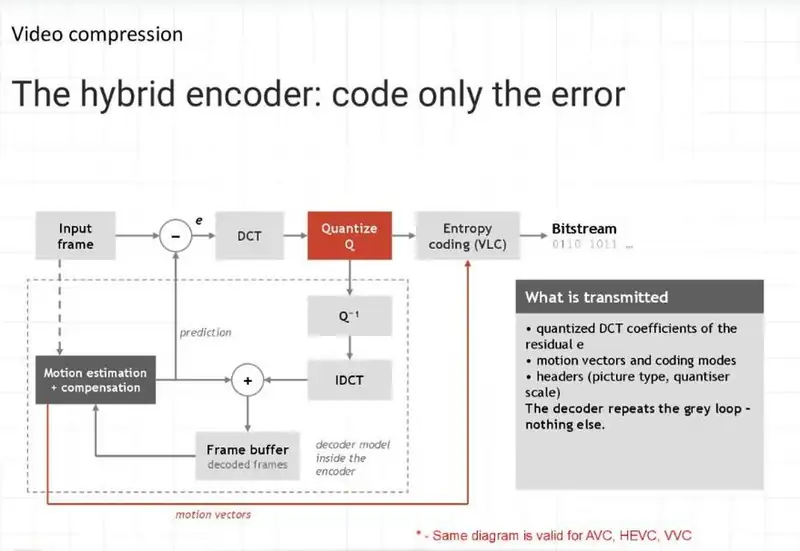 Video compression
The hybrid encoder: code only the error
Input
frame
−
e
DCT
Quantize
Q
Entropy
coding (VLC)
Bitstream
0110 1011 …
prediction
Q⁻¹
Motion estimation
+ compensation
+
IDCT
Frame buffer
decoded frames
decoder model
inside the
encoder
motion vectors
What is transmitted
• quantized DCT coefficients of the
residual e
• motion vectors and coding modes
• headers (picture type, quantiser
scale)
The decoder repeats the grey loop –
nothing else.
* - Same diagram is valid for AVC, HEVC, VVC